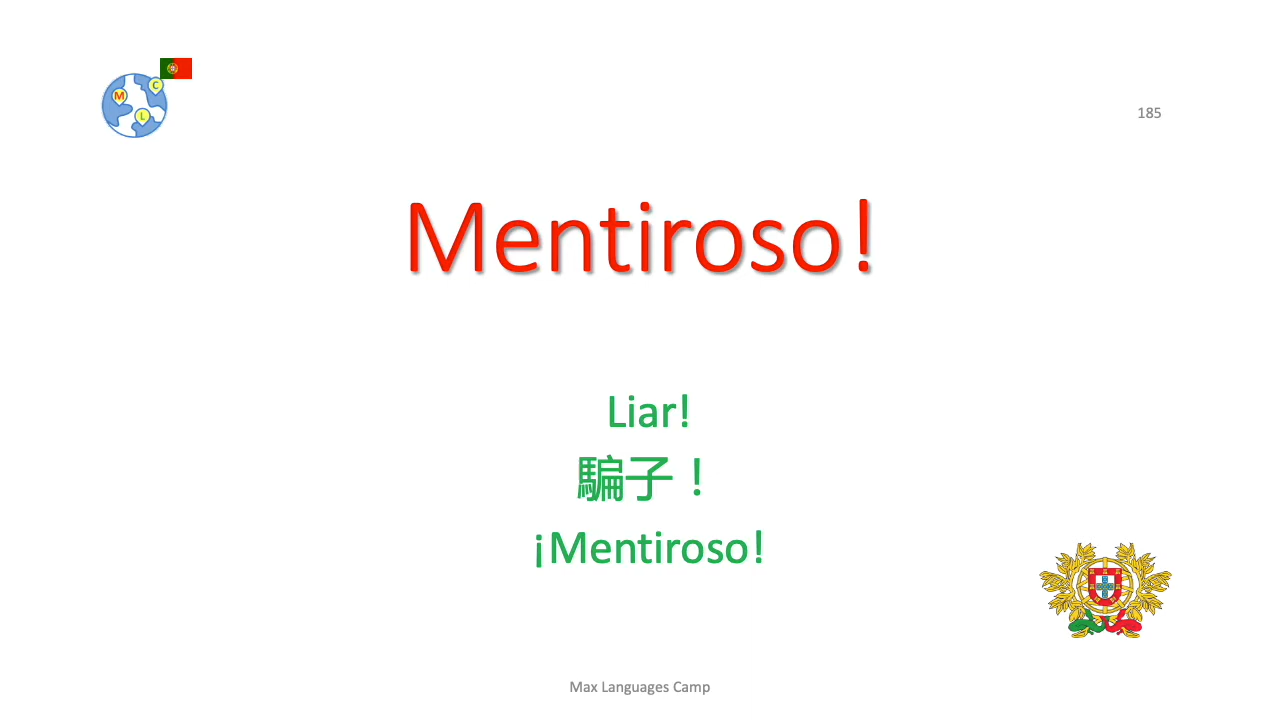 M
C
L
185
Mentiroso!
Liar!
騙子！
¡Mentiroso!
Max Languages Camp